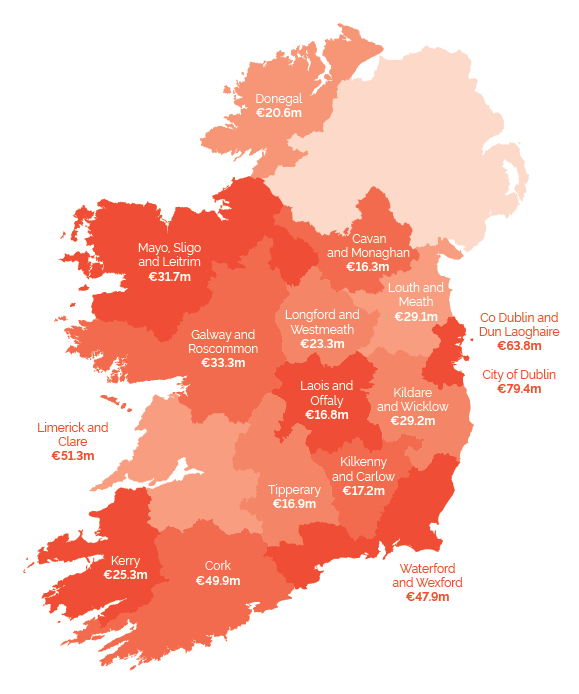 Donegal
€20.6m
Mayo, Sligo
and Leitrim
€31.7m
Cavan
and Monaghan
€16.3m
Louth and
Meath
€29.1m
Longford and
Westmeath
€23.3m
Galway and
Roscommon
€33.3m
Co Dublin and
Dun Laoghaire
€63.8m
City of Dublin
€79.4m
Laois and
Offaly
€16.8m
Kildare
and Wicklow
€29.2m
Limerick and
Clare
€51.3m
Kilkenny
and Carlow
€17.2m
Tipperary
€16.9m
Kerry
€25.3m
Cork
€49.9m
Waterford
and Wexford
€47.9m